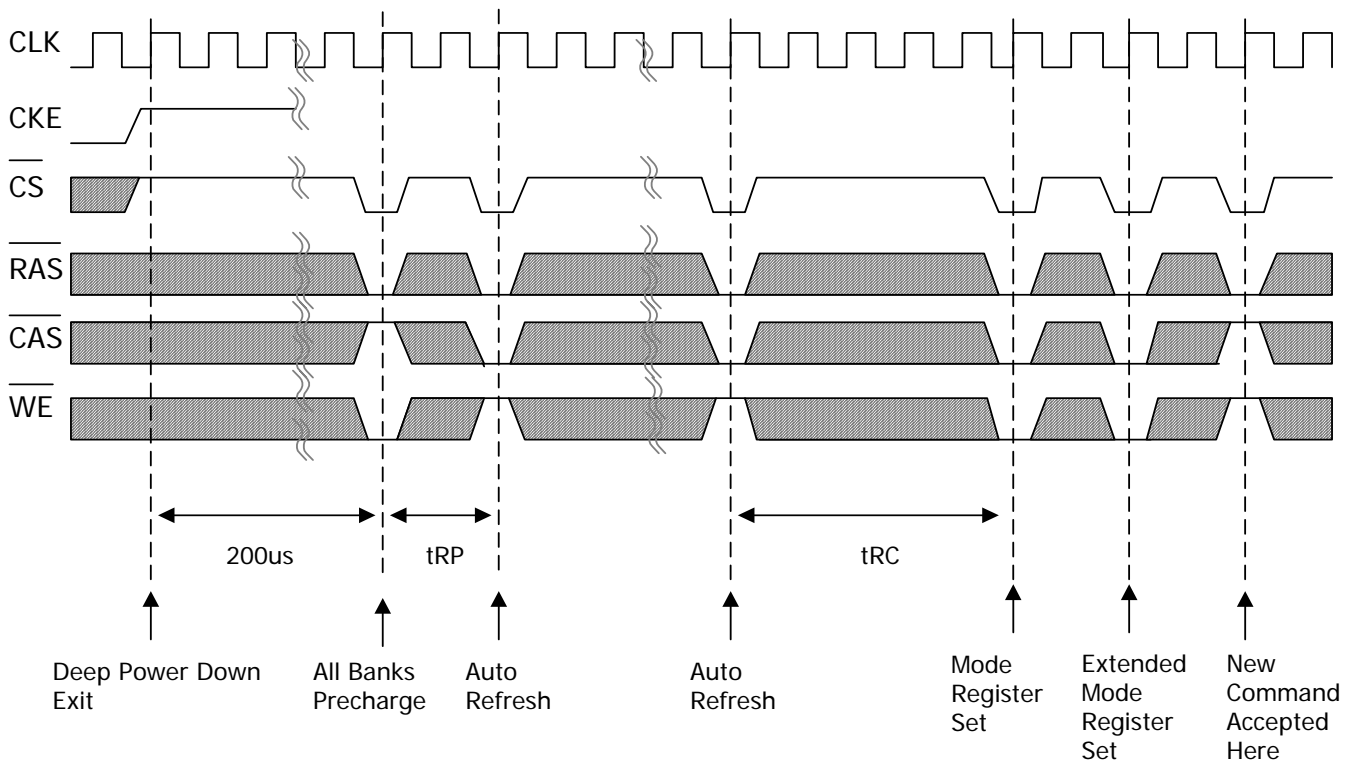 CLK
CKE
CS
RAS
CAS
WE
200us
tRP
tRC
Deep Power Down
Exit
All Banks
Precharge
Auto
Refresh
Auto
Refresh
Mode
Register
Set
Extended
Mode
Register
Set
New
Command
Accepted
Here